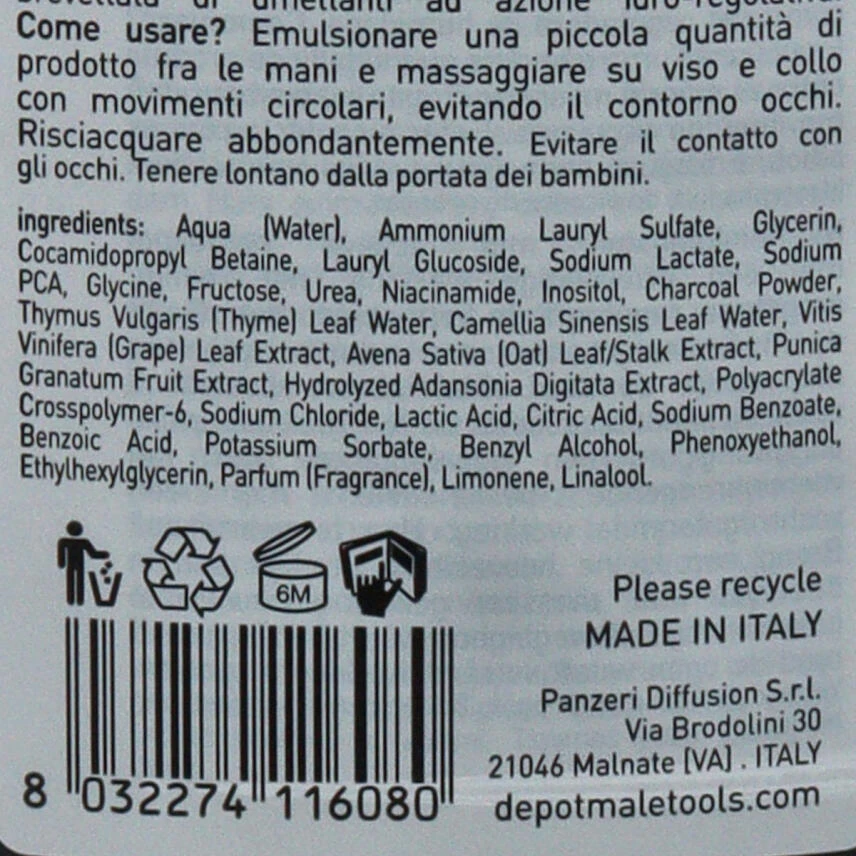 umettanti ad azione
Come usare? Emulsionare una piccola quantità di
prodotto fra le mani e massaggiare su viso e collo
con movimenti circolari, evitando il contorno occhi.
Risciacquare abbondantemente. Evitare il contatto con
gli occhi. Tenere lontano dalla portata dei bambini.
ingredients: Aqua (Water), Ammonium Lauryl Sulfate, Glycerin,
Cocamidopropyl Betaine, Lauryl Glucoside, Sodium Lactate, Sodium
PCA, Glycine, Fructose, Urea, Niacinamide, Inositol, Charcoal Powder,
Thymus Vulgaris (Thyme) Leaf Water, Camellia Sinensis Leaf Water, Vitis
Vinifera (Grape) Leaf Extract, Avena Sativa (Oat) Leaf/Stalk Extract, Punica
Granatum Fruit Extract, Hydrolyzed Adansonia Digitata Extract, Polyacrylate
Crosspolymer-6, Sodium Chloride, Lactic Acid, Citric Acid, Sodium Benzoate,
Benzoic Acid, Potassium Sorbate, Benzyl Alcohol, Phenoxyethanol,
Ethylhexylglycerin, Parfum (Fragrance), Limonene, Linalool.
6M
Please recycle
MADE IN ITALY
Panzeri Diffusion S.r.l.
Via Brodolini 30
21046 Malnate (VA) . ITALY
depotmaletools.com
8 032274 116080